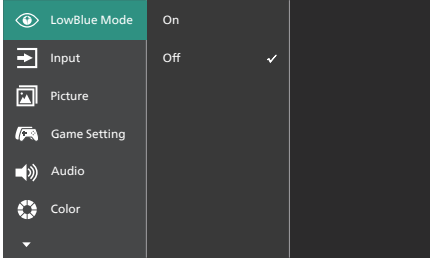 LowBlue Mode
On
Input
Off
Picture
Game Setting
Audio
Color